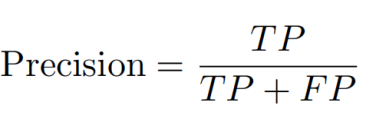 Precision = TP / TP + FP